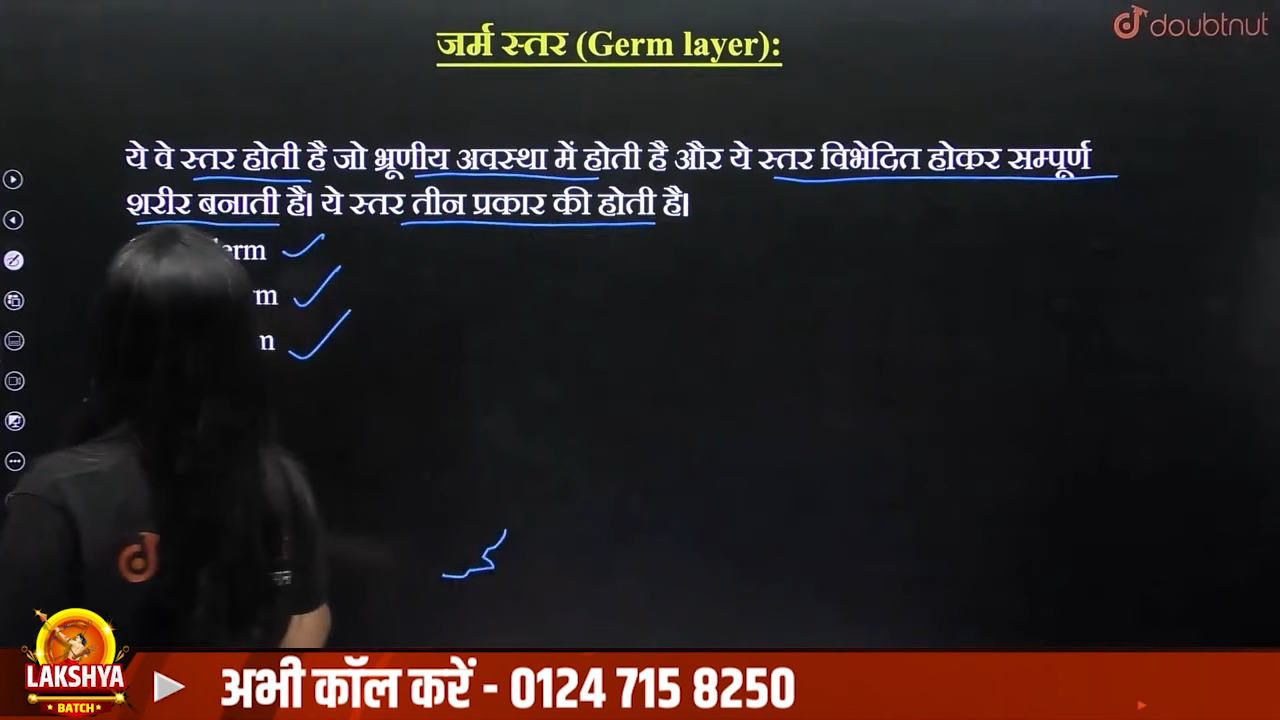 जर्म स्तर (Germ layer):
doubtnut
ये वे स्तर होती है जो भ्रूणीय अवस्था में होती है और ये स्तर विभेदित होकर सम्पूर्ण
शरीर बनाती है। ये स्तर तीन प्रकार की होती है।
LAKSHYA
BATCH
अभी कॉल करें - 0124 715 8250